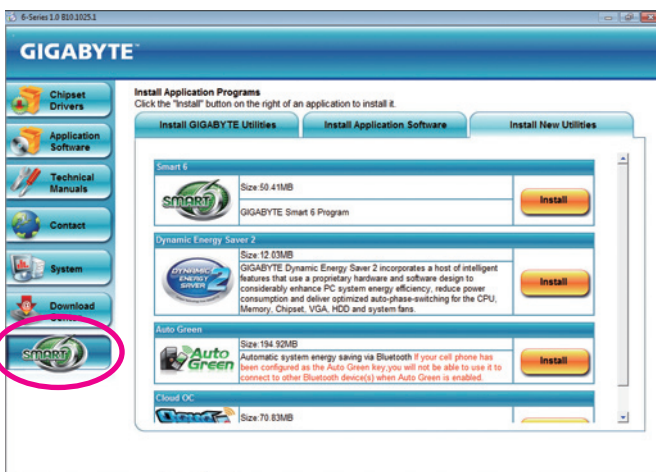 6-Series 1.0 B10.1025.1
GIGABYTE™
Chipset
Drivers
Application
Software
Technical
Manuals
Contact
System
Download
SMART 6
Install Application Programs
Click the "Install" button on the right of an application to install it.
Install GIGABYTE Utilities
Install Application Software
Install New Utilities
Smart 6
SMART 6
Size:50.41MB
GIGABYTE Smart 6 Program
Install
Dynamic Energy Saver 2
DYNAMIC
ENERGY
SAVER 2
Size:12.03MB
GIGABYTE Dynamic Energy Saver 2 incorporates a host of intelligent
features that use a proprietary hardware and software design to
considerably enhance PC system energy efficiency, reduce power
consumption and deliver optimized auto-phase-switching for the CPU,
Memory, Chipset, VGA, HDD and system fans.
Install
Auto Green
Auto
Green
Size:194.92MB
Automatic system energy saving via Bluetooth If your cell phone has
been configured as the Auto Green key,you will not be able to use it to
connect to other Bluetooth device(s) when Auto Green is enabled.
Install
Cloud OC
Size:70.83MB